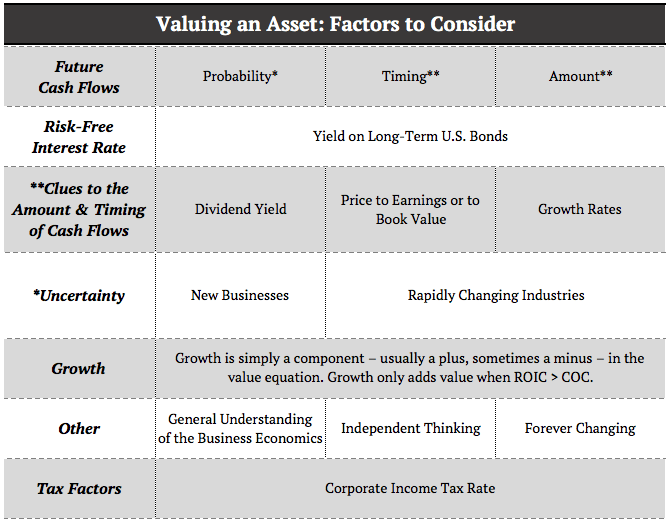 Valuing an Asset: Factors to Consider
Future
Cash Flows
Probability*
Timing**
Amount**
Risk-Free
Interest Rate
Yield on Long-Term U.S. Bonds
**Clues to the
Amount & Timing
of Cash Flows
Dividend Yield
Price to Earnings or to
Book Value
Growth Rates
*Uncertainty
New Businesses
Rapidly Changing Industries
Growth
Growth is simply a component – usually a plus, sometimes a minus – in the
value equation. Growth only adds value when ROIC > COC.
Other
General Understanding
of the Business Economics
Independent Thinking
Forever Changing
Tax Factors
Corporate Income Tax Rate